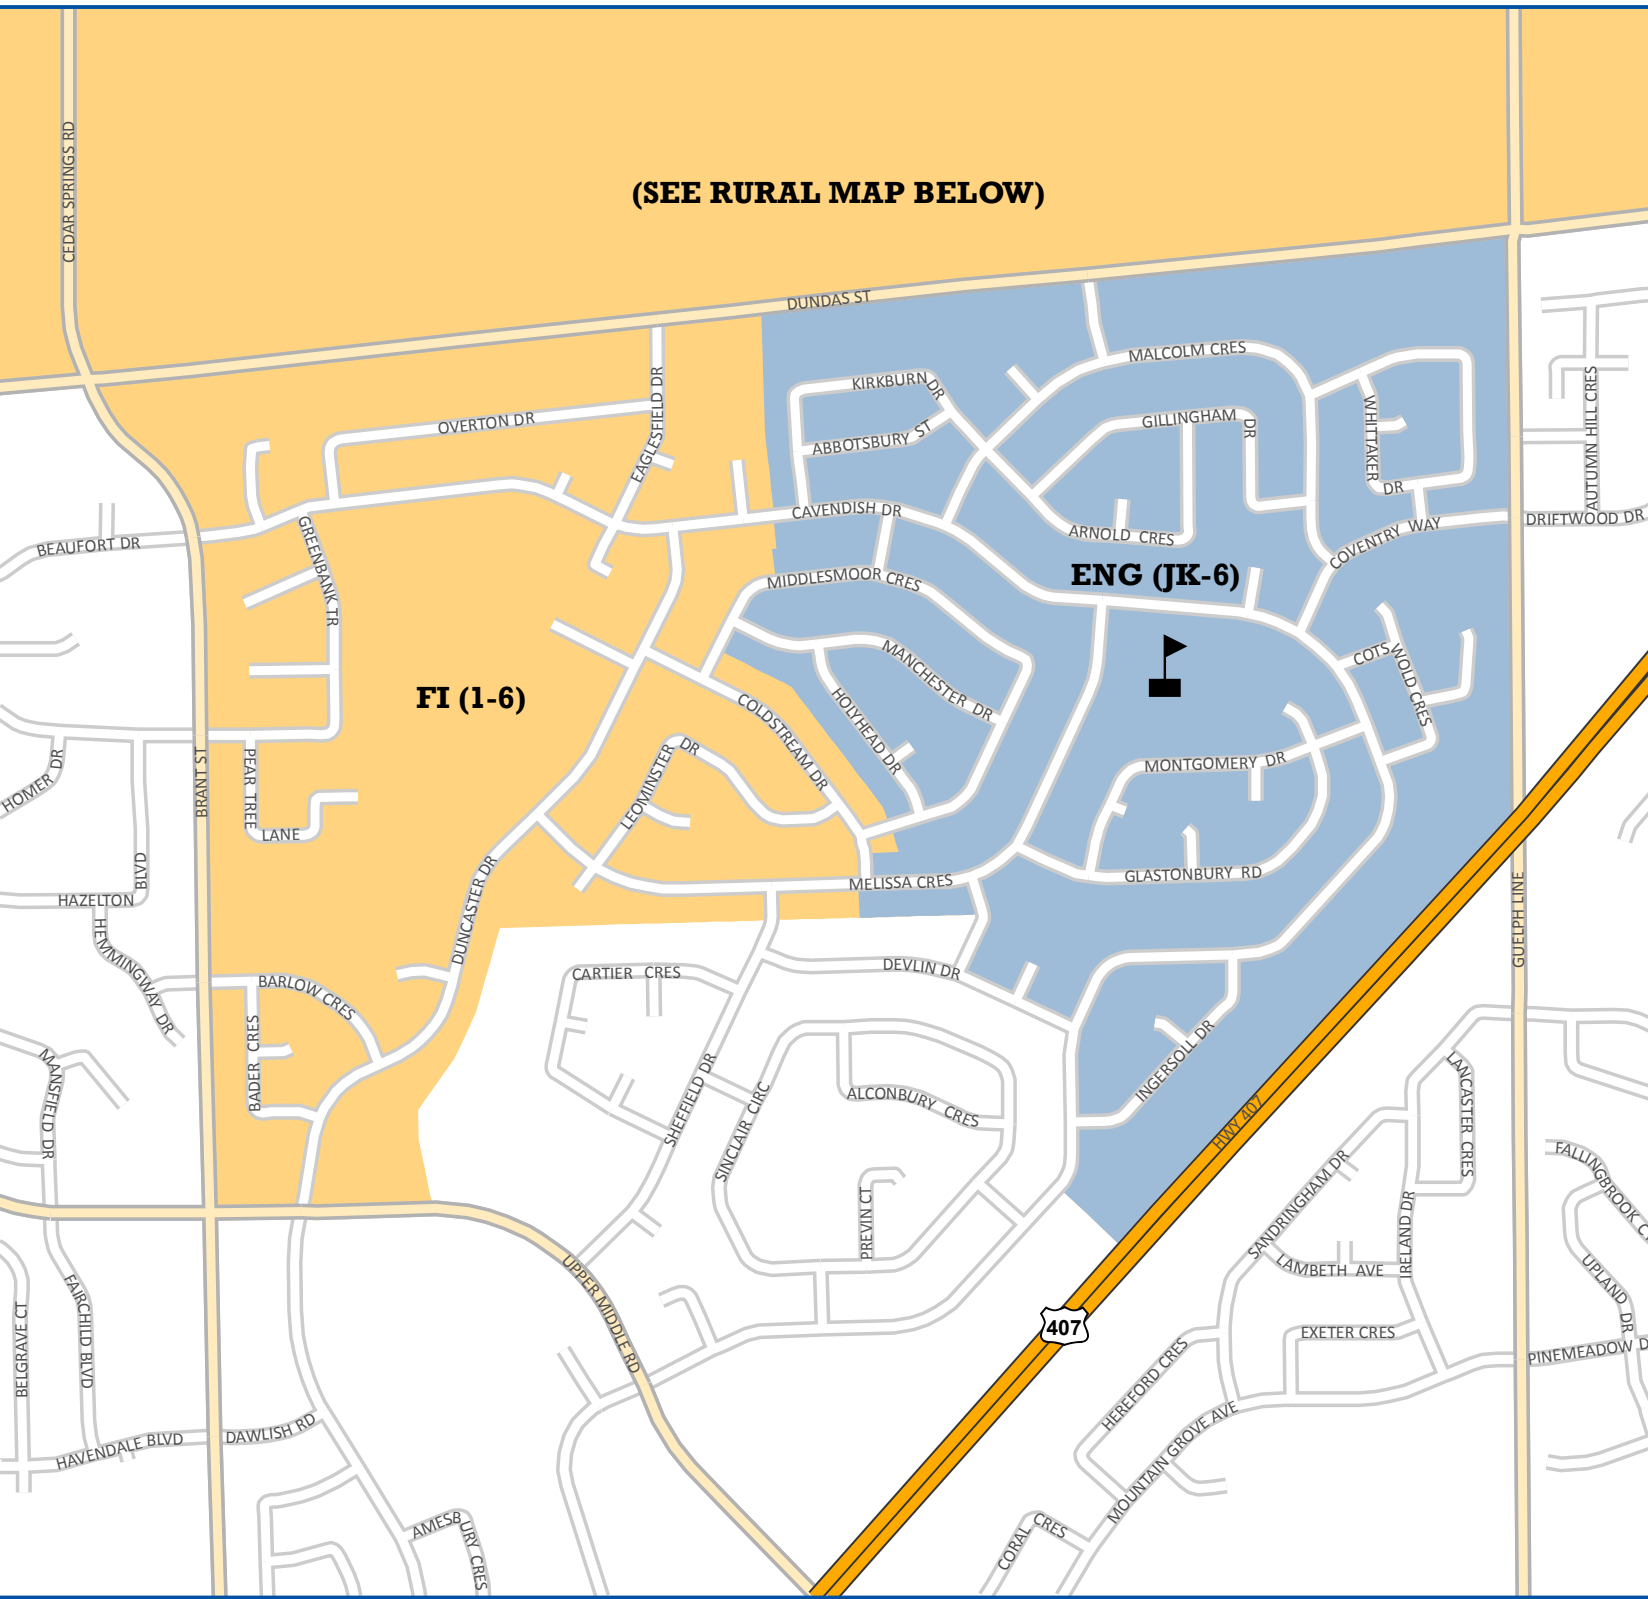 CEDAR SPRINGS RD
(SEE RURAL MAP BELOW)
DUNDAS ST
MALCOLM CRES
KIRKBURN DR
ABBOTSBURY ST
GILLINGHAM DR
WHITTAKER DR
AUTUMN HILL CRES
OVERTON DR
EAGLESFIELD DR
CAVENDISH DR
ARNOLD CRES
COVENTRY WAY
DRIFTWOOD DR
BEAUFORT DR
GREENBANK TR
MIDDLESMOOR CRES
ENG (JK-6)
COTSWOLD CRES
FI (1-6)
MANCHESTER DR
HOLYHEAD DR
COLDSTREAM DR
LEOMINSTER DR
MONTGOMERY DR
HOMER DR
BRANT ST
PEAR TREE LANE
HAZELTON BLVD
MELISSA CRES
GLASTONBURY RD
GUELPH LINE
DUNCASTER DR
HEMMINGWAY DR
BARLOW CRES
CARTIER CRES
DEVLIN DR
BADER CRES
MANSFIELD DR
SHEFFIELD DR
SINCLAIR CIRC
ALCONBURY CRES
INGERSOLL DR
HWY 407
LANCASTER CRES
SANDRINGHAM DR
FALLINGBROOK C
PREVIN CT
IRELAND DR
LAMBETH AVE
UPLAND DR
UPPER MIDDLE RD
BELGRAVE CT
FAIRCHILD BLVD
407
EXETER CRES
HEREFORD CRES
PINEMEADOW D
HAVENDALE BLVD
DAWLISH RD
MOUNTAIN GROVE AVE
AMESBURY CRES
CORAL CRES